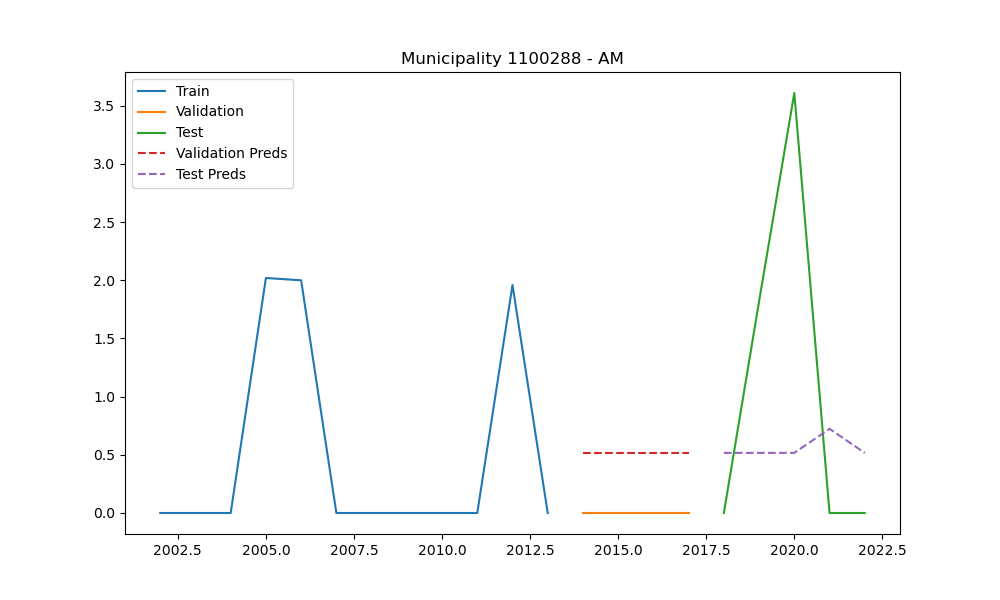 Municipality 1100288 - AM
Train
Validation
Test
Validation Preds
Test Preds
3.5
3.0
2.5
2.0
1.5
1.0
0.5
0.0
2002.5 2005.0 2007.5 2010.0 2012.5 2015.0 2017.5 2020.0 2022.5